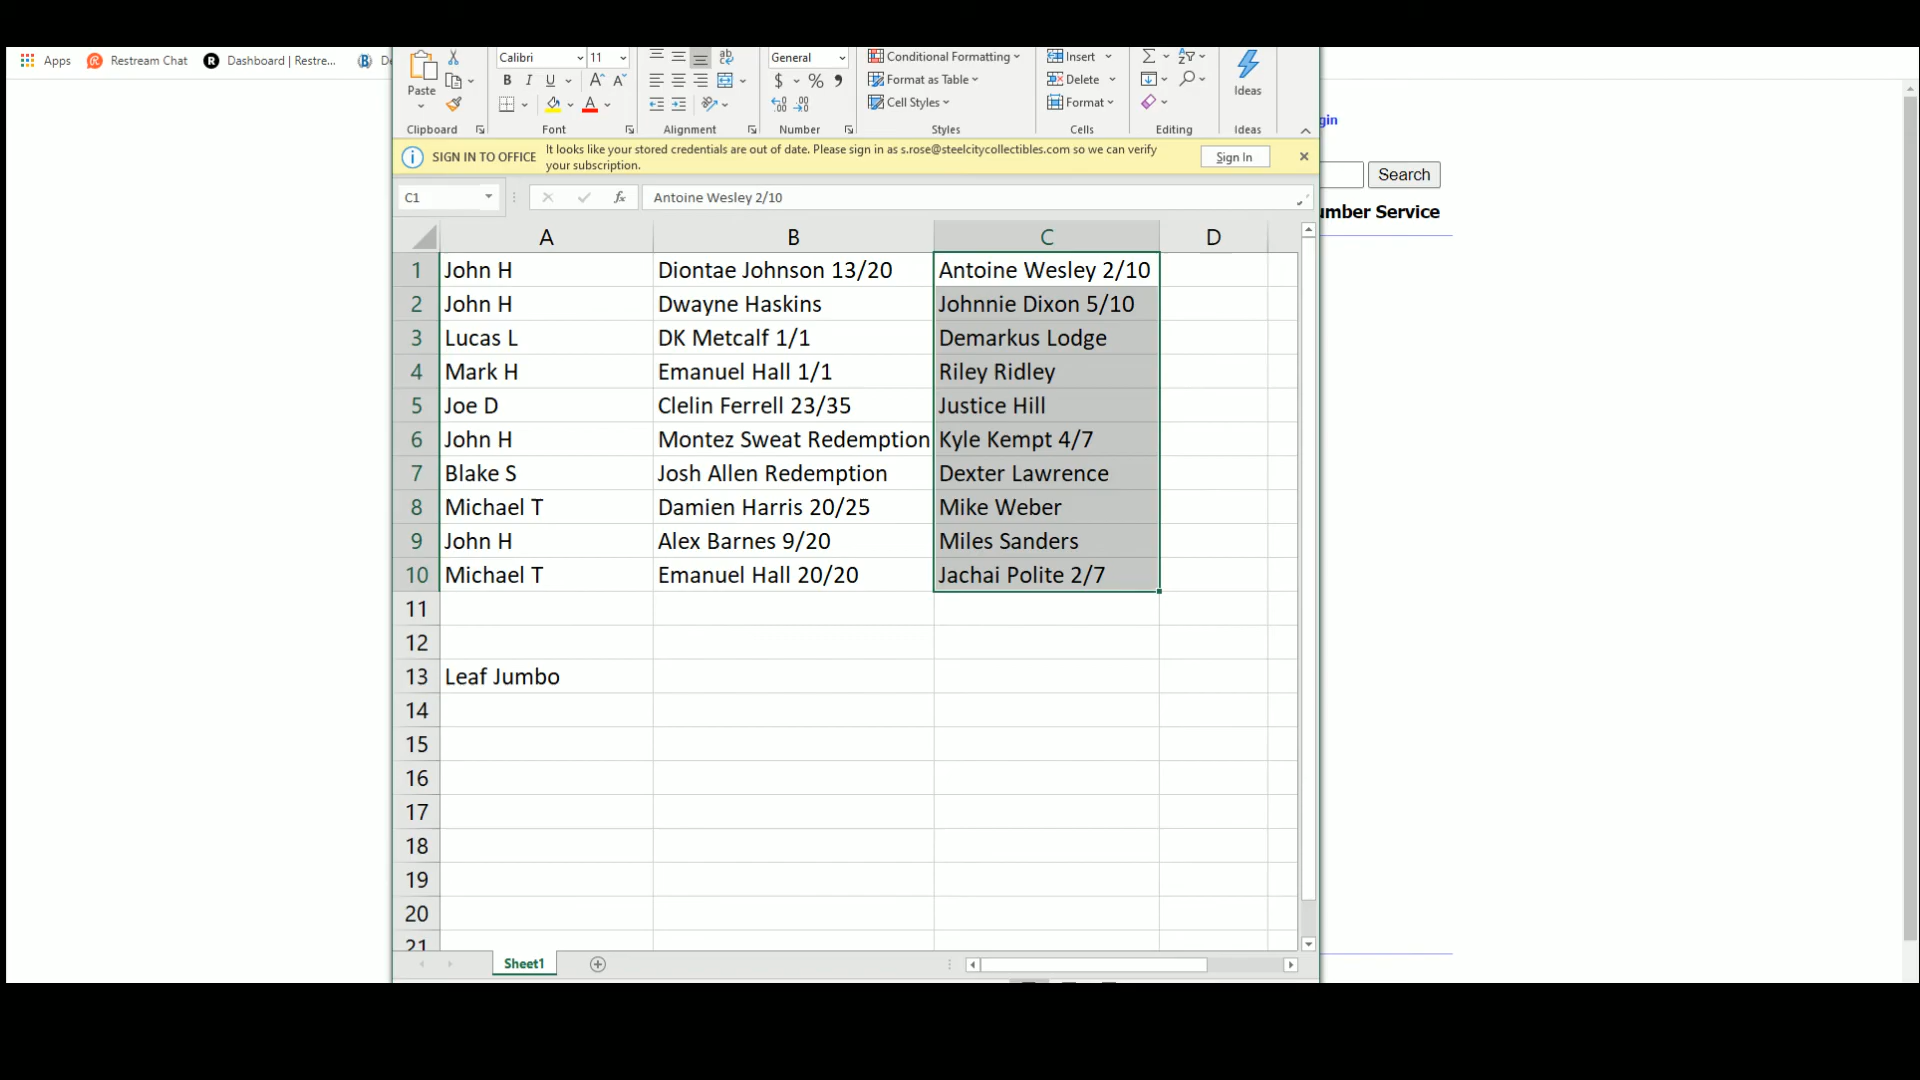 Apps Restream Chat Dashboard | Restre...
Calibri 11 General Conditional Formatting Insert
Paste B I U $ % Format as Table Delete Ideas
A Cell Styles Format
Clipboard Font Alignment Number Styles Cells Editing Ideas
gin
SIGN IN TO OFFICE It looks like your stored credentials are out of date. Please sign in as s.rose@steelcitycollectibles.com so we can verify
your subscription.
Sign In
Search
C1 fx Antoine Wesley 2/10
umber Service
A B C D
1 John H Diontae Johnson 13/20 Antoine Wesley 2/10
2 John H Dwayne Haskins Johnnie Dixon 5/10
3 Lucas L DK Metcalf 1/1 Demarkus Lodge
4 Mark H Emanuel Hall 1/1 Riley Ridley
5 Joe D Clelin Ferrell 23/35 Justice Hill
6 John H Montez Sweat Redemption Kyle Kempt 4/7
7 Blake S Josh Allen Redemption Dexter Lawrence
8 Michael T Damien Harris 20/25 Mike Weber
9 John H Alex Barnes 9/20 Miles Sanders
10 Michael T Emanuel Hall 20/20 Jachai Polite 2/7
11
12
13 Leaf Jumbo
14
15
16
17
18
19
20
21
Sheet1